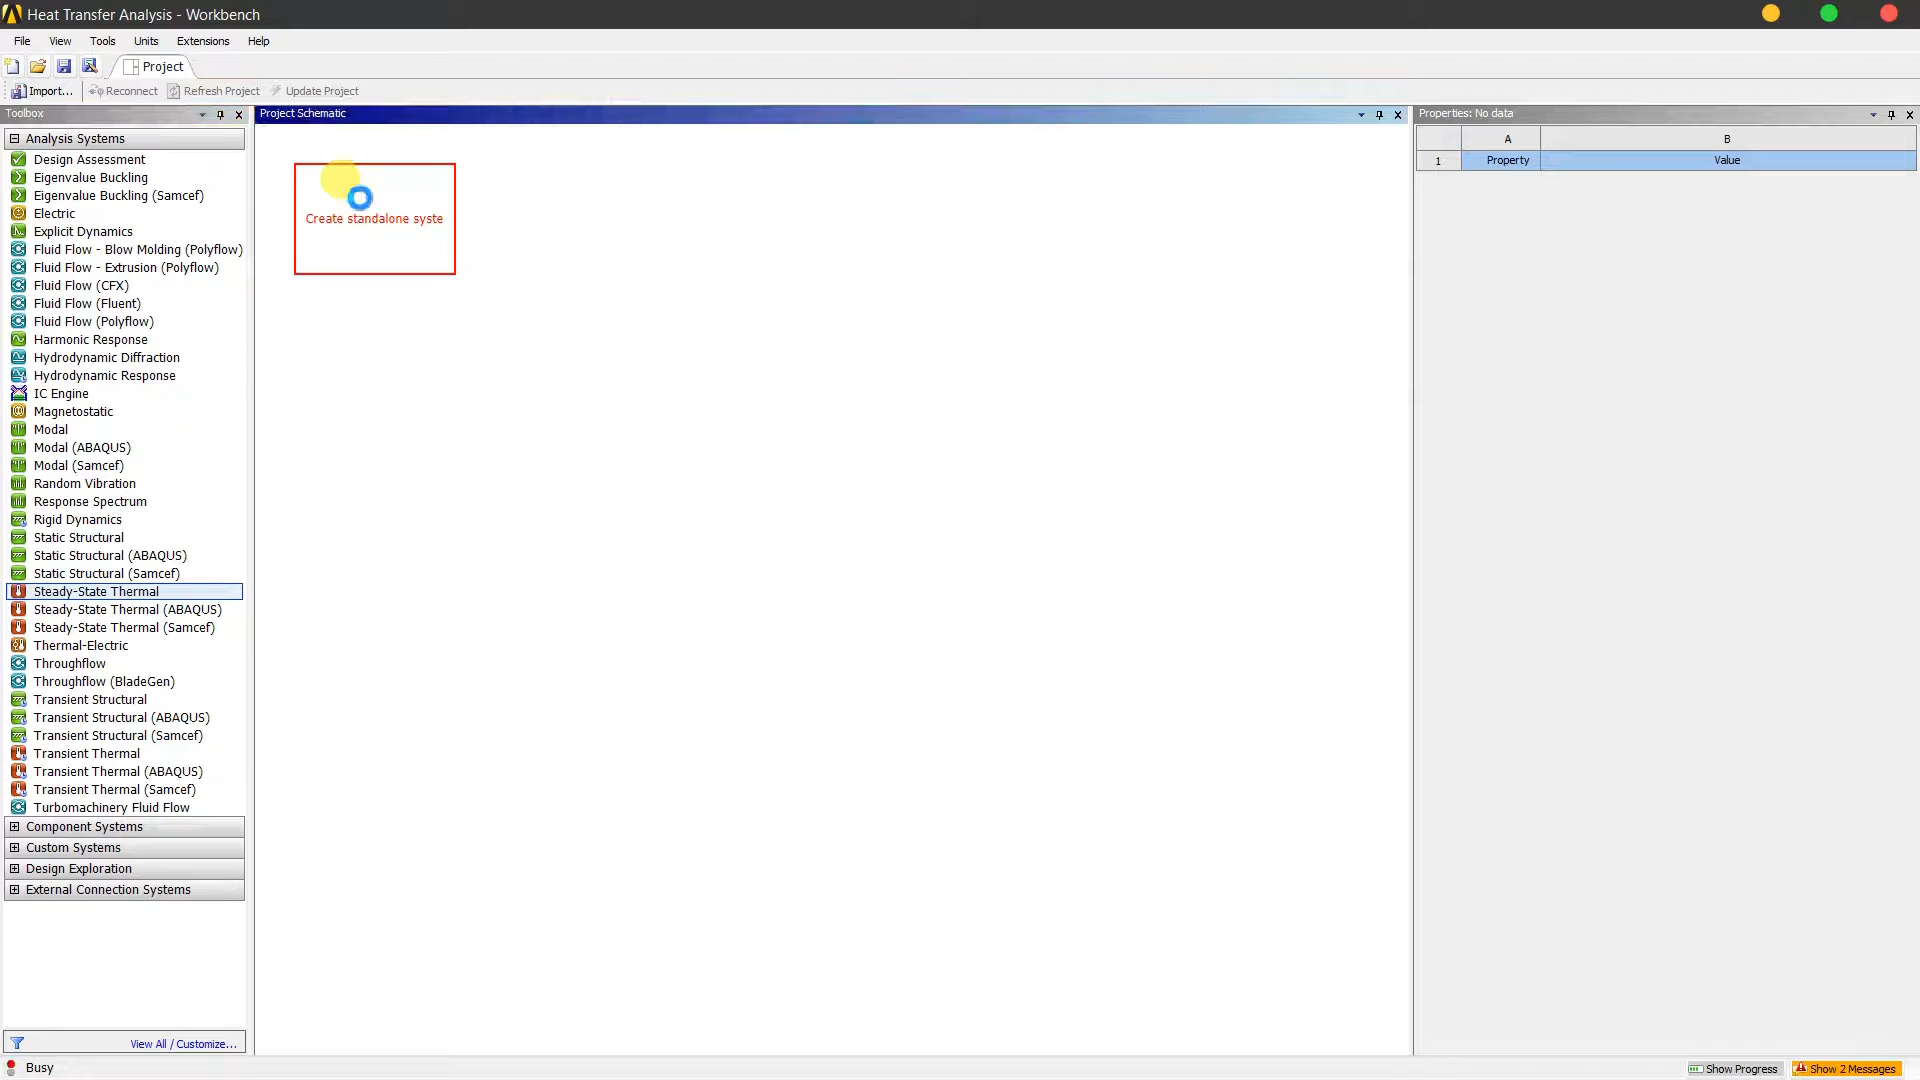 Heat Transfer Analysis - Workbench
File View Tools Units Extensions Help
Project
Import... Reconnect Refresh Project Update Project
Toolbox
Analysis Systems
Design Assessment
Eigenvalue Buckling
Eigenvalue Buckling (Samcef)
Electric
Explicit Dynamics
Fluid Flow - Blow Molding (Polyflow)
Fluid Flow - Extrusion (Polyflow)
Fluid Flow (CFX)
Fluid Flow (Fluent)
Fluid Flow (Polyflow)
Harmonic Response
Hydrodynamic Diffraction
Hydrodynamic Response
IC Engine
Magnetostatic
Modal
Modal (ABAQUS)
Modal (Samcef)
Random Vibration
Response Spectrum
Rigid Dynamics
Static Structural
Static Structural (ABAQUS)
Static Structural (Samcef)
Steady-State Thermal
Steady-State Thermal (ABAQUS)
Steady-State Thermal (Samcef)
Thermal-Electric
Throughflow
Throughflow (BladeGen)
Transient Structural
Transient Structural (ABAQUS)
Transient Structural (Samcef)
Transient Thermal
Transient Thermal (ABAQUS)
Transient Thermal (Samcef)
Turbomachinery Fluid Flow
Component Systems
Custom Systems
Design Exploration
External Connection Systems
View All / Customize...
Project Schematic
Create standalone syste
Properties: No data
A B
1 Property Value
Busy
Show Progress Show 2 Messages